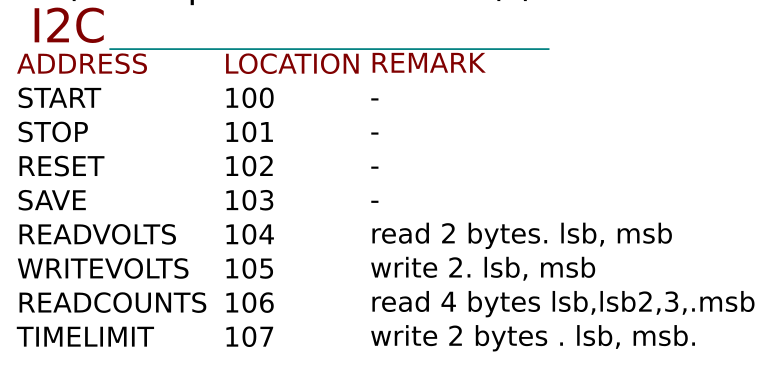 I2C
ADDRESS LOCATION REMARK
START 100 -
STOP 101 -
RESET 102 -
SAVE 103 -
READVOLTS 104 read 2 bytes. lsb, msb
WRITEVOLTS 105 write 2. lsb, msb
READCOUNTS 106 read 4 bytes lsb,lsb2,3,.msb
TIMELIMIT 107 write 2 bytes . lsb, msb.